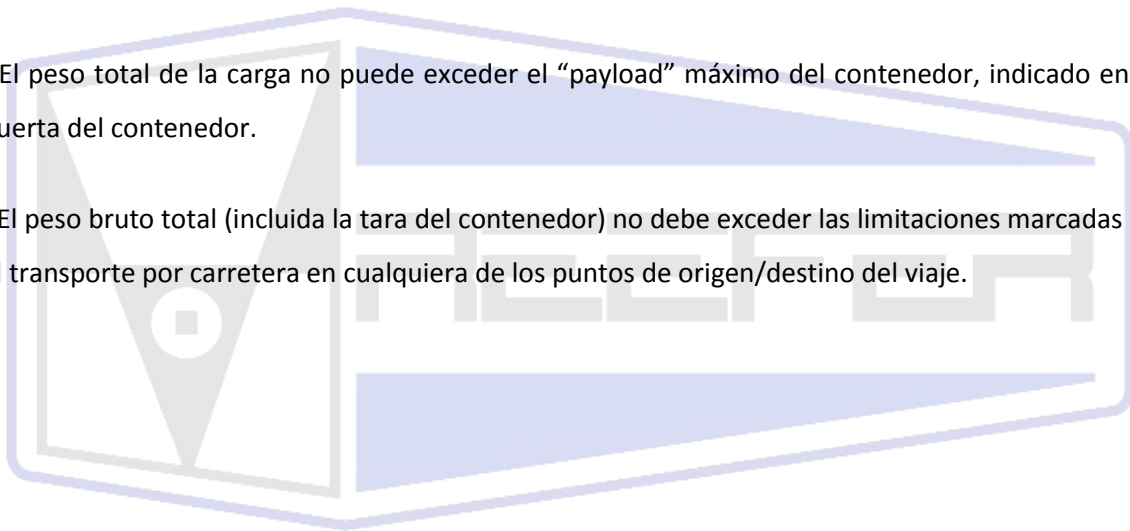 El peso total de la carga no puede exceder el “payload” máximo del contenedor, indicado en
uerta del contenedor.
El peso bruto total (incluida la tara del contenedor) no debe exceder las limitaciones marcadas
l transporte por carretera en cualquiera de los puntos de origen/destino del viaje.
REEFER